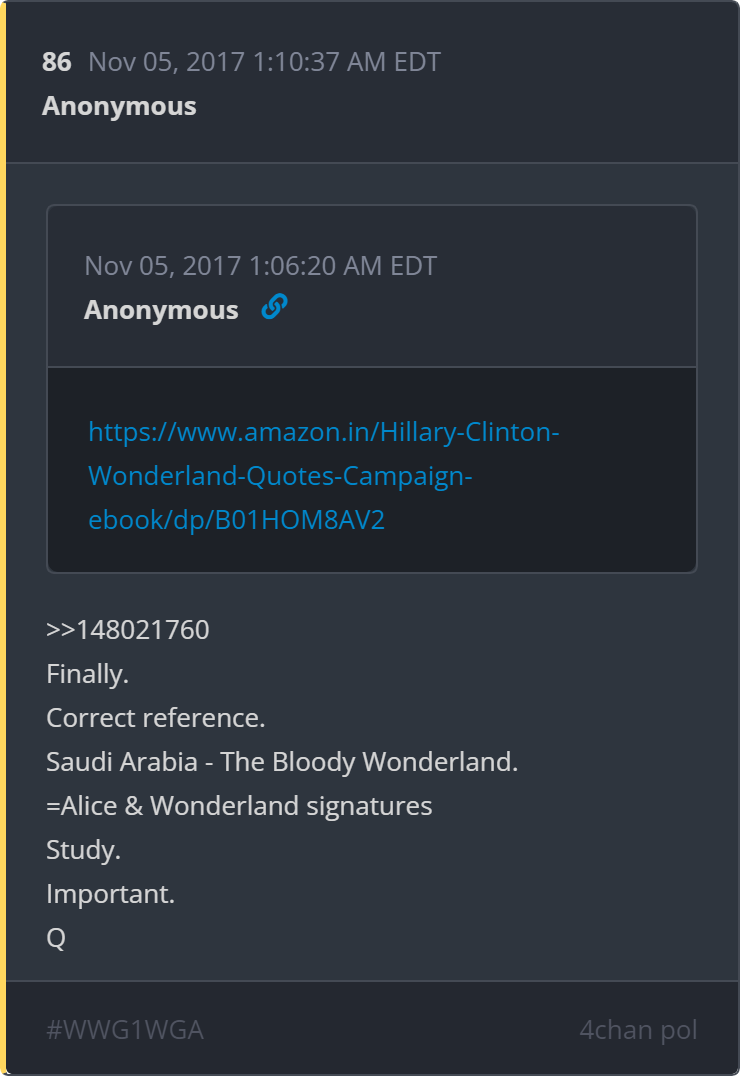 86 Nov 05, 2017 1:10:37 AM EDT
Anonymous
Nov 05, 2017 1:06:20 AM EDT
Anonymous
https://www.amazon.in/Hillary-Clinton-
Wonderland-Quotes-Campaign-
ebook/dp/B01HOM8AV2
>>148021760
Finally.
Correct reference.
Saudi Arabia - The Bloody Wonderland.
=Alice & Wonderland signatures
Study.
Important.
Q
#WWG1WGA 4chan pol